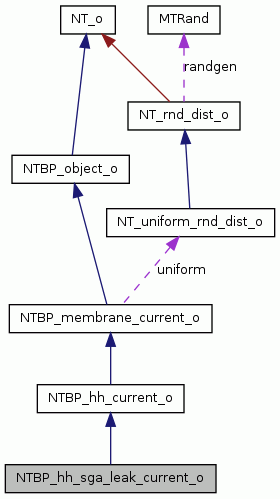 NT_o
MTRand
randgen
NT_rnd_dist_o
NTBP_object_o
NT_uniform_rnd_dist_o
uniform
NTBP_membrane_current_o
NTBP_hh_current_o
NTBP_hh_sga_leak_current_o